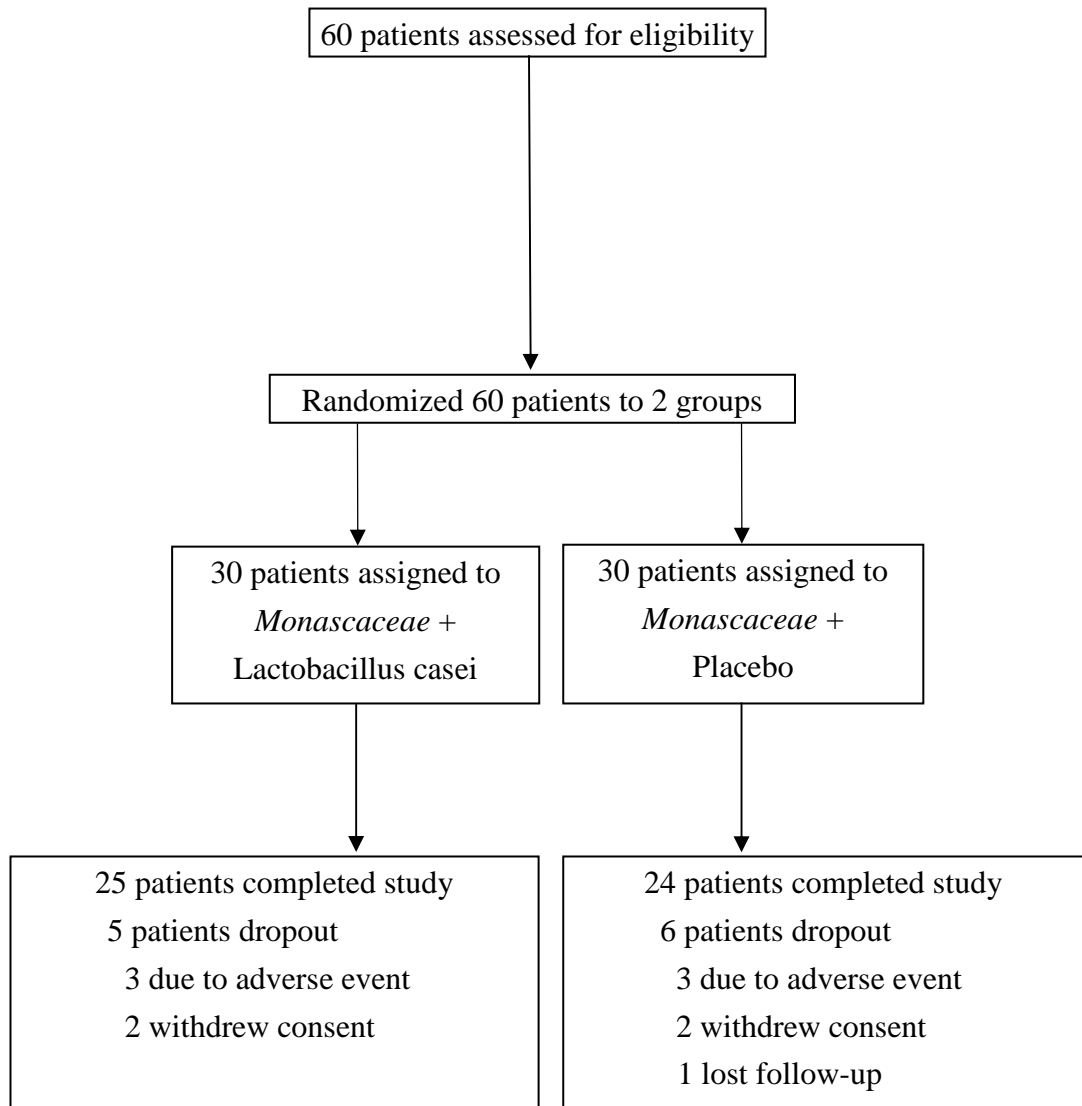 60 patients assessed for eligibility
Randomized 60 patients to 2 groups
30 patients assigned to
Monascaceae +
Lactobacillus casei
30 patients assigned to
Monascaceae +
Placebo
25 patients completed study
5 patients dropout
3 due to adverse event
2 withdrew consent
24 patients completed study
6 patients dropout
3 due to adverse event
2 withdrew consent
1 lost follow-up